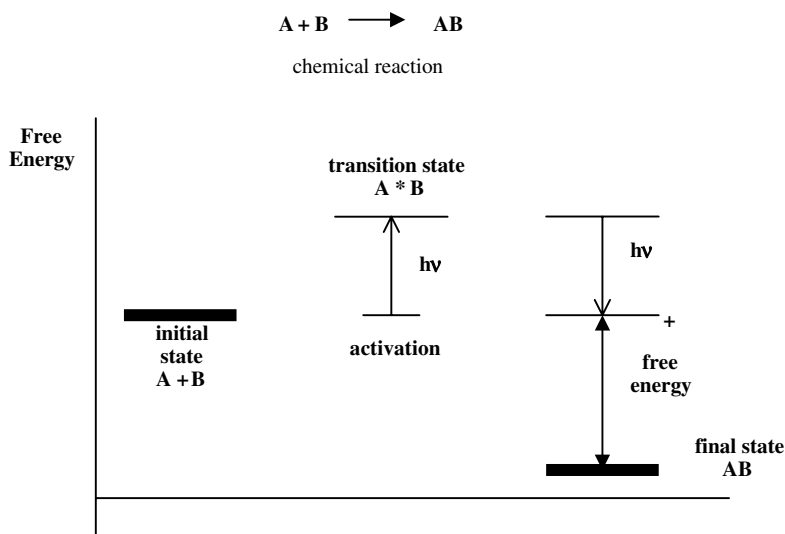 A + B → AB
chemical reaction
Free
Energy
transition state
A * B
hν
hν
initial
state
A + B
activation
+
free
energy
final state
AB